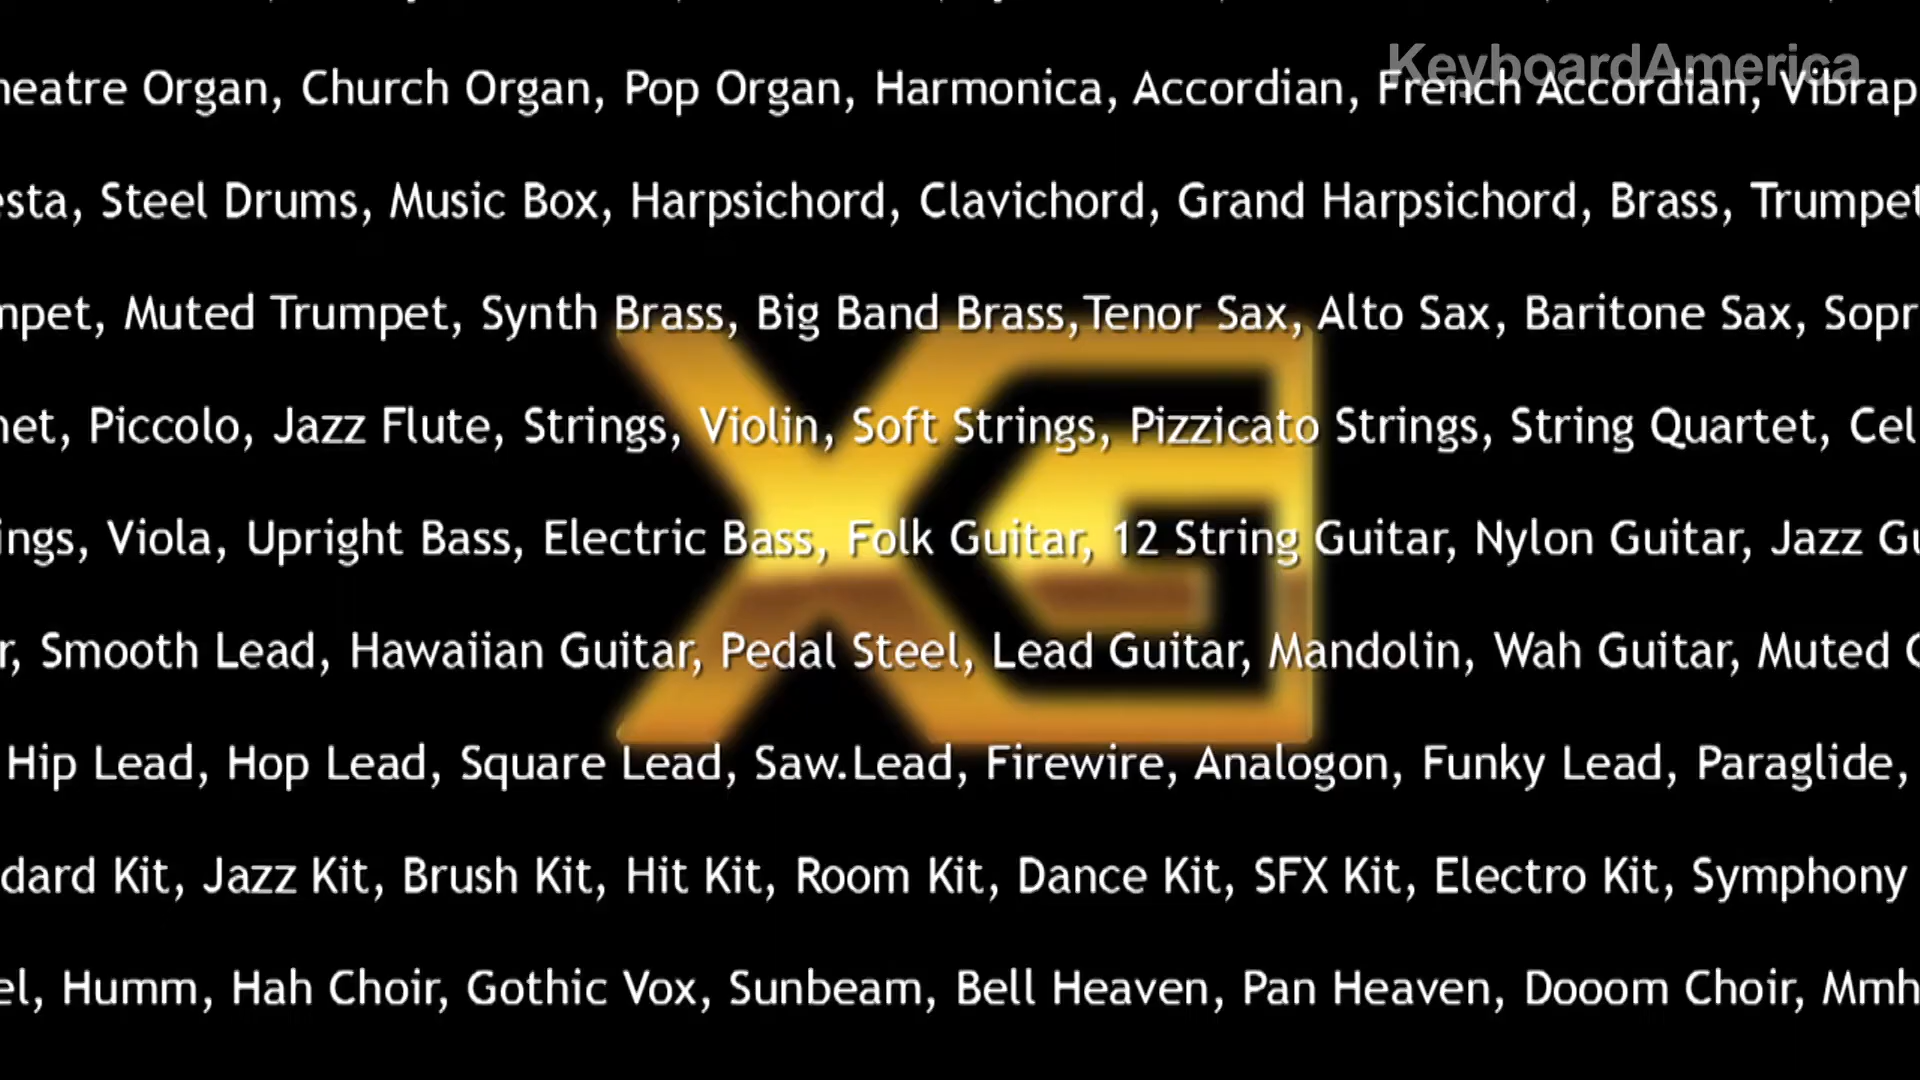 KeyboardAmerica
heatre Organ, Church Organ, Pop Organ, Harmonica, Accordian, French Accordian, Vibrap
esta, Steel Drums, Music Box, Harpsichord, Clavichord, Grand Harpsichord, Brass, Trumpet
mpet, Muted Trumpet, Synth Brass, Big Band Brass,Tenor Sax, Alto Sax, Baritone Sax, Sopr
net, Piccolo, Jazz Flute, Strings, Violin, Soft Strings, Pizzicato Strings, String Quartet, Cel
XG
ings, Viola, Upright Bass, Electric Bass, Folk Guitar, 12 String Guitar, Nylon Guitar, Jazz Gu
r, Smooth Lead, Hawaiian Guitar, Pedal Steel, Lead Guitar, Mandolin, Wah Guitar, Muted G
Hip Lead, Hop Lead, Square Lead, Saw.Lead, Firewire, Analogon, Funky Lead, Paraglide,
dard Kit, Jazz Kit, Brush Kit, Hit Kit, Room Kit, Dance Kit, SFX Kit, Electro Kit, Symphony
el, Humm, Hah Choir, Gothic Vox, Sunbeam, Bell Heaven, Pan Heaven, Dooom Choir, Mmh